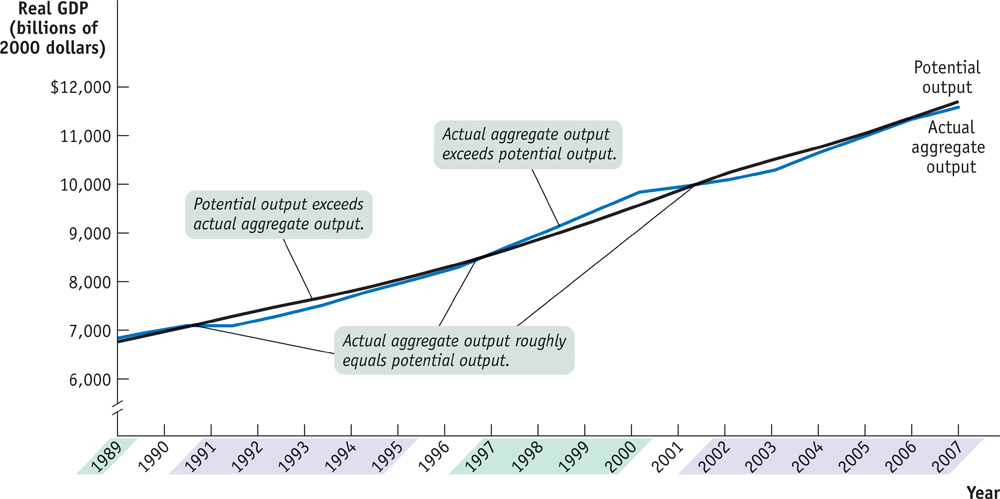 Real GDP
(billions of
2000 dollars)
$12,000
11,000
10,000
9,000
8,000
7,000
6,000
Potential
output
Actual
aggregate
output
Actual aggregate output
exceeds potential output.
Potential output exceeds
actual aggregate output.
Actual aggregate output roughly
equals potential output.
1989
1990
1991
1992
1993
1994
1995
1996
1997
1998
1999
2000
2001
2002
2003
2004
2005
2006
2007
Year